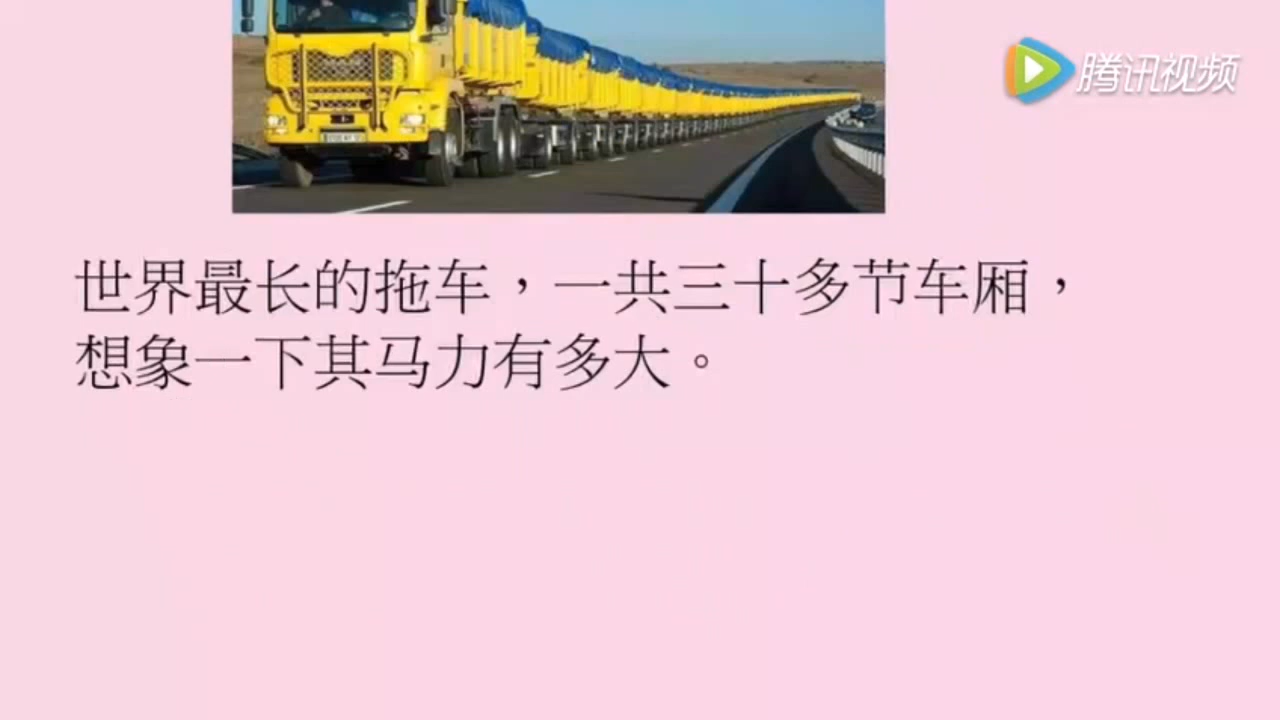 腾讯视频
世界最长的拖车，一共三十多节车厢，
想象一下其马力有多大。